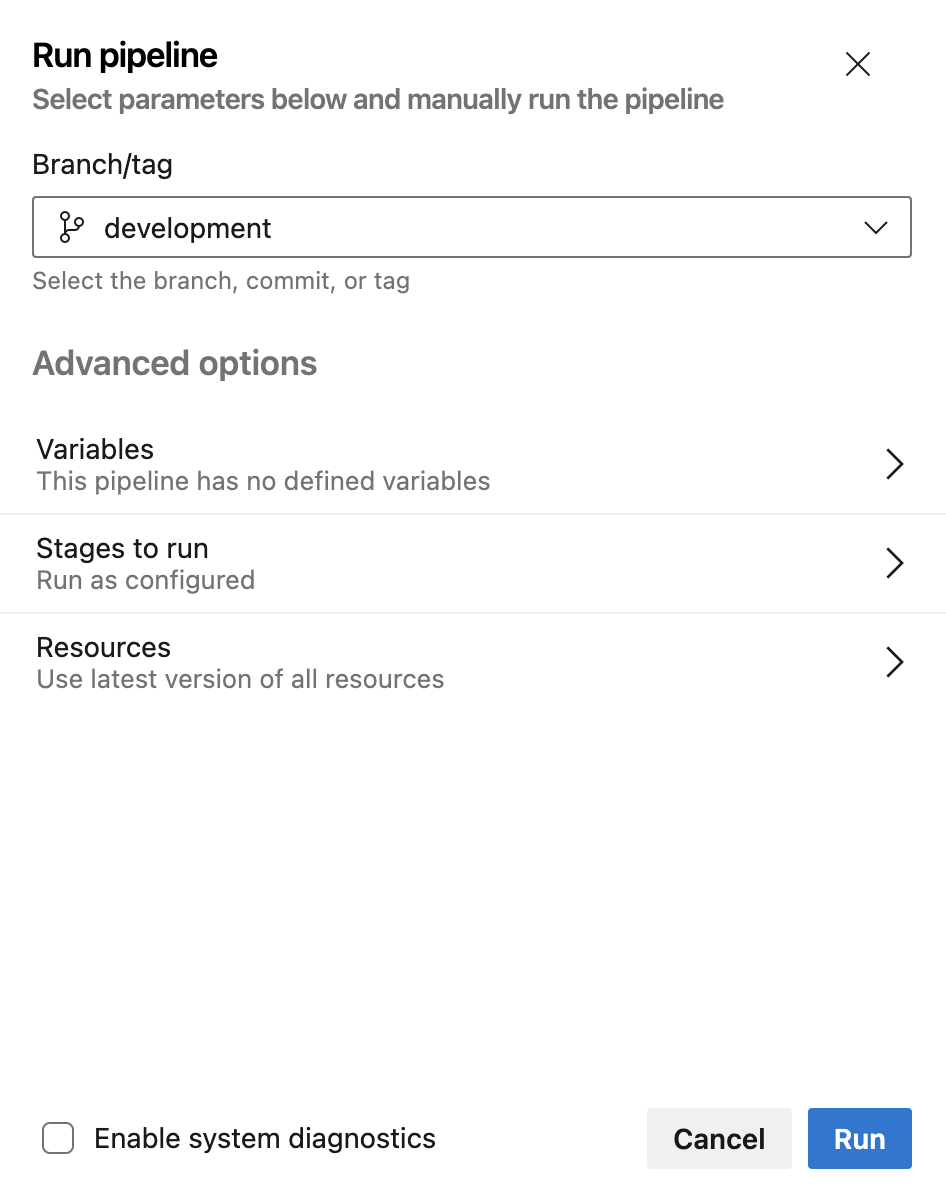 Run pipeline
Select parameters below and manually run the pipeline
Branch/tag
development
Select the branch, commit, or tag
Advanced options
Variables
This pipeline has no defined variables
Stages to run
Run as configured
Resources
Use latest version of all resources
Enable system diagnostics
Cancel
Run